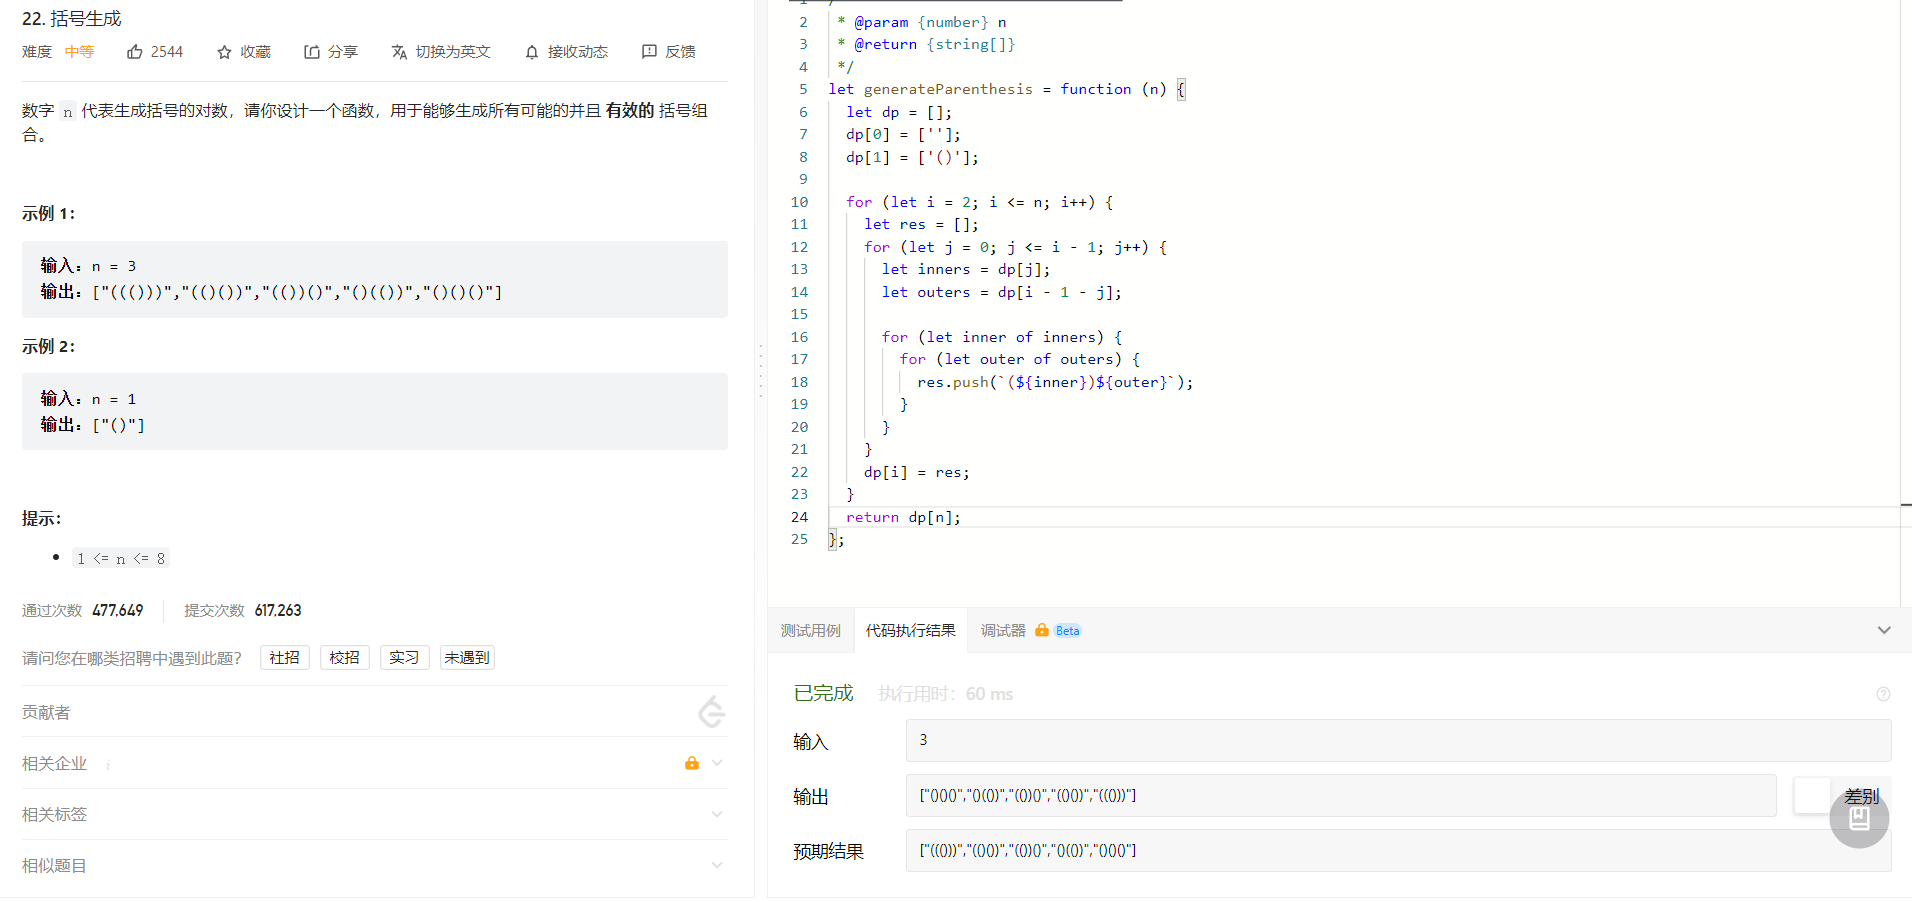 22. 括号生成
难度 中等 2544 收藏 分享 切换为英文 接收动态 反馈
数字 n 代表生成括号的对数，请你设计一个函数，用于能够生成所有可能的并且 有效的 括号组
合。
示例 1：
输入：n = 3
输出：["((()))","(()())","(())()","()(())","()()()"]
示例 2：
输入：n = 1
输出：["()"]
提示：
1 <= n <= 8
通过次数 477,649 提交次数 617,263
请问您在哪类招聘中遇到此题？ 社招 校招 实习 未遇到
贡献者
相关企业 i
相关标签
相似题目
2 * @param {number} n
3 * @return {string[]}
4 */
5 let generateParenthesis = function (n) {
6 let dp = [];
7 dp[0] = [''];
8 dp[1] = ['()'];
9
10 for (let i = 2; i <= n; i++) {
11 let res = [];
12 for (let j = 0; j <= i - 1; j++) {
13 let inners = dp[j];
14 let outers = dp[i - 1 - j];
15
16 for (let inner of inners) {
17 for (let outer of outers) {
18 res.push(`(${inner})${outer}`);
19 }
20 }
21 }
22 dp[i] = res;
23 }
24 return dp[n];
25 };
测试用例 代码执行结果 调试器 Beta
已完成 执行用时：60 ms
输入 3
输出 ["()()()","()(())","(())()","(()())","((()))"] 差别
预期结果 ["((()))","(()())","(())()","()(())","()()()"]